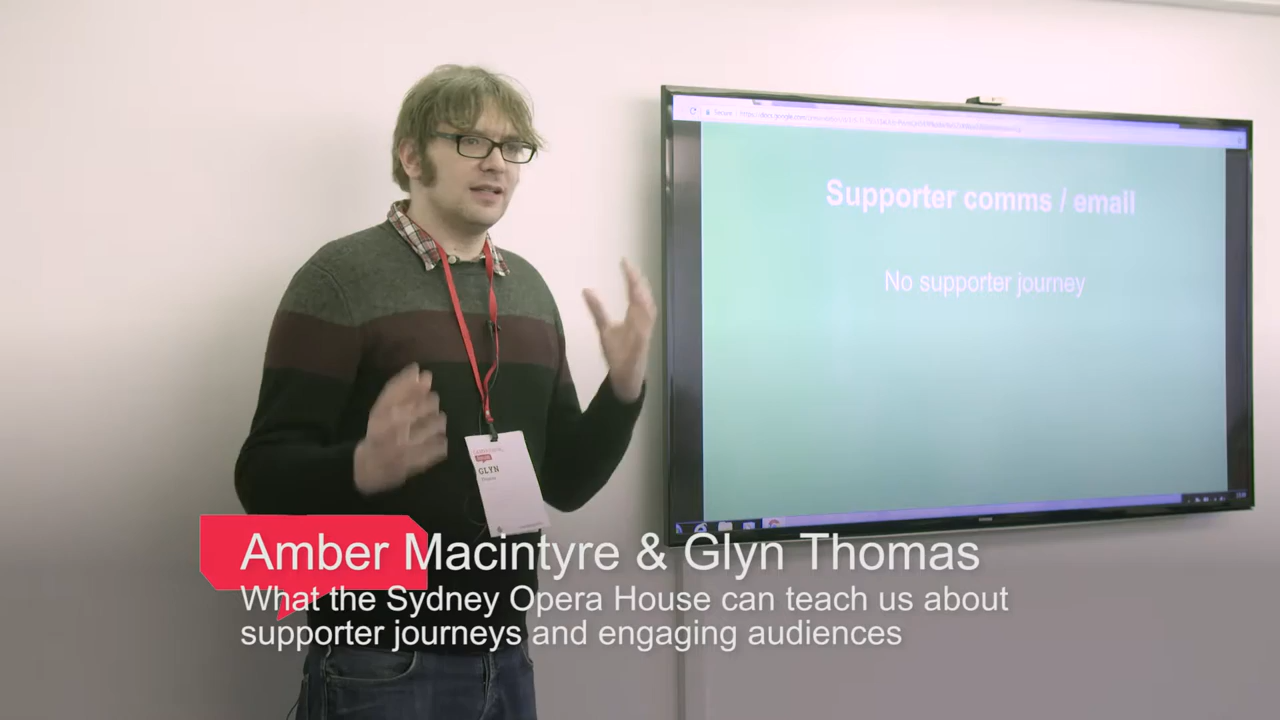 Secure
Supporter comms / email
No supporter journey
GLYN
Amber Macintyre & Glyn Thomas
What the Sydney Opera House can teach us about
supporter journeys and engaging audiences